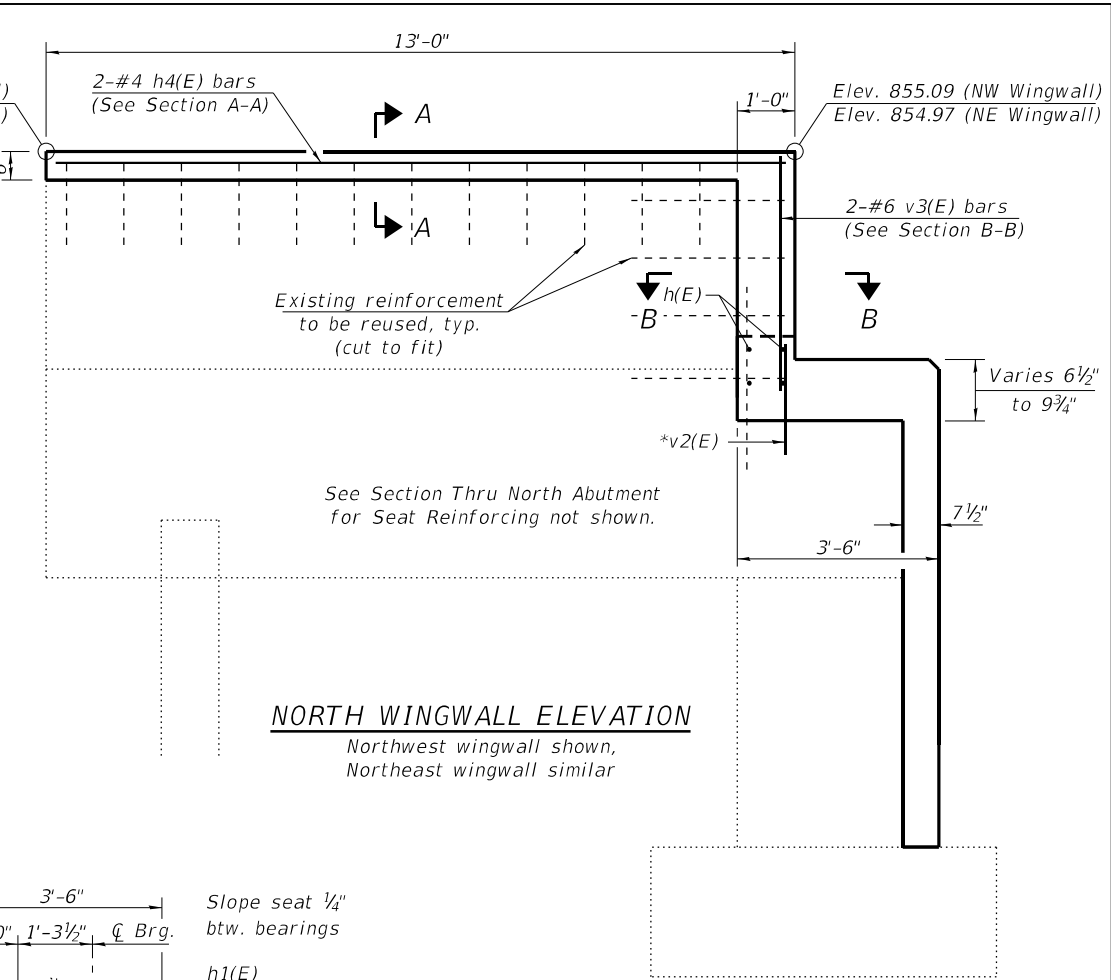 13'-0"
2-#4 h4(E) bars
(See Section A-A)
A
1'-0"
Elev. 855.09 (NW Wingwall)
Elev. 854.97 (NE Wingwall)
A
2-#6 v3(E) bars
(See Section B-B)
Existing reinforcement
to be reused, typ.
(cut to fit)
h(E)
B
B
Varies 6½"
to 9¾"
*v2(E)
See Section Thru North Abutment
for Seat Reinforcing not shown.
7½"
3'-6"
NORTH WINGWALL ELEVATION
Northwest wingwall shown,
Northeast wingwall similar
3'-6"
Slope seat ¼"
btw. bearings
1'-3½"
℄ Brg.
h1(E)